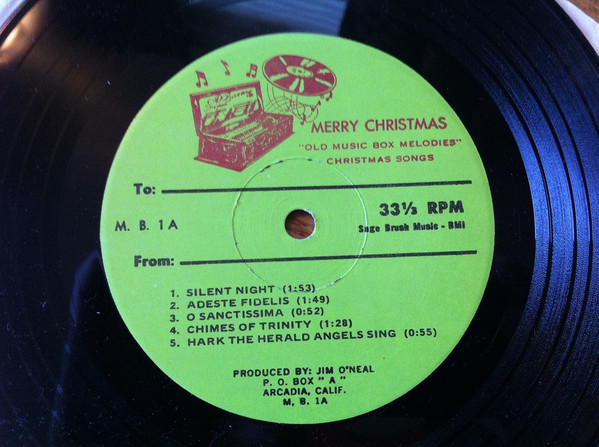 MERRY CHRISTMAS
"OLD MUSIC BOX MELODIES"
CHRISTMAS SONGS
To:
M. B. 1A
33⅓ RPM
Sage Brush Music - BMI
From:
1. SILENT NIGHT (1:53)
2. ADESTE FIDELIS (1:49)
3. O SANCTISSIMA (0:52)
4. CHIMES OF TRINITY (1:28)
5. HARK THE HERALD ANGELS SING (0:55)
PRODUCED BY: JIM O'NEAL
P. O. BOX "A"
ARCADIA, CALIF.
M. B. 1A